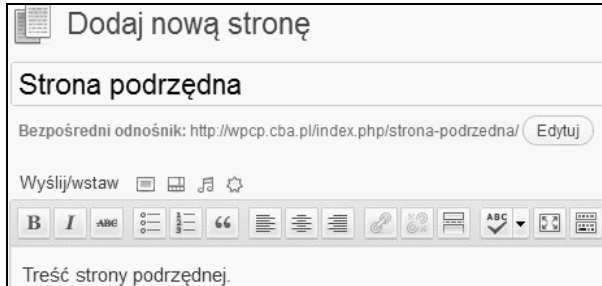 Dodaj nową stronę
Strona podrzędna
Bezpośredni odnośnik: http://wpcp.cba.pl/index.php/strona-podrzedna/ Edytuj
Wyślij/wstaw
B I ABC ABC
Treść strony podrzędnej.